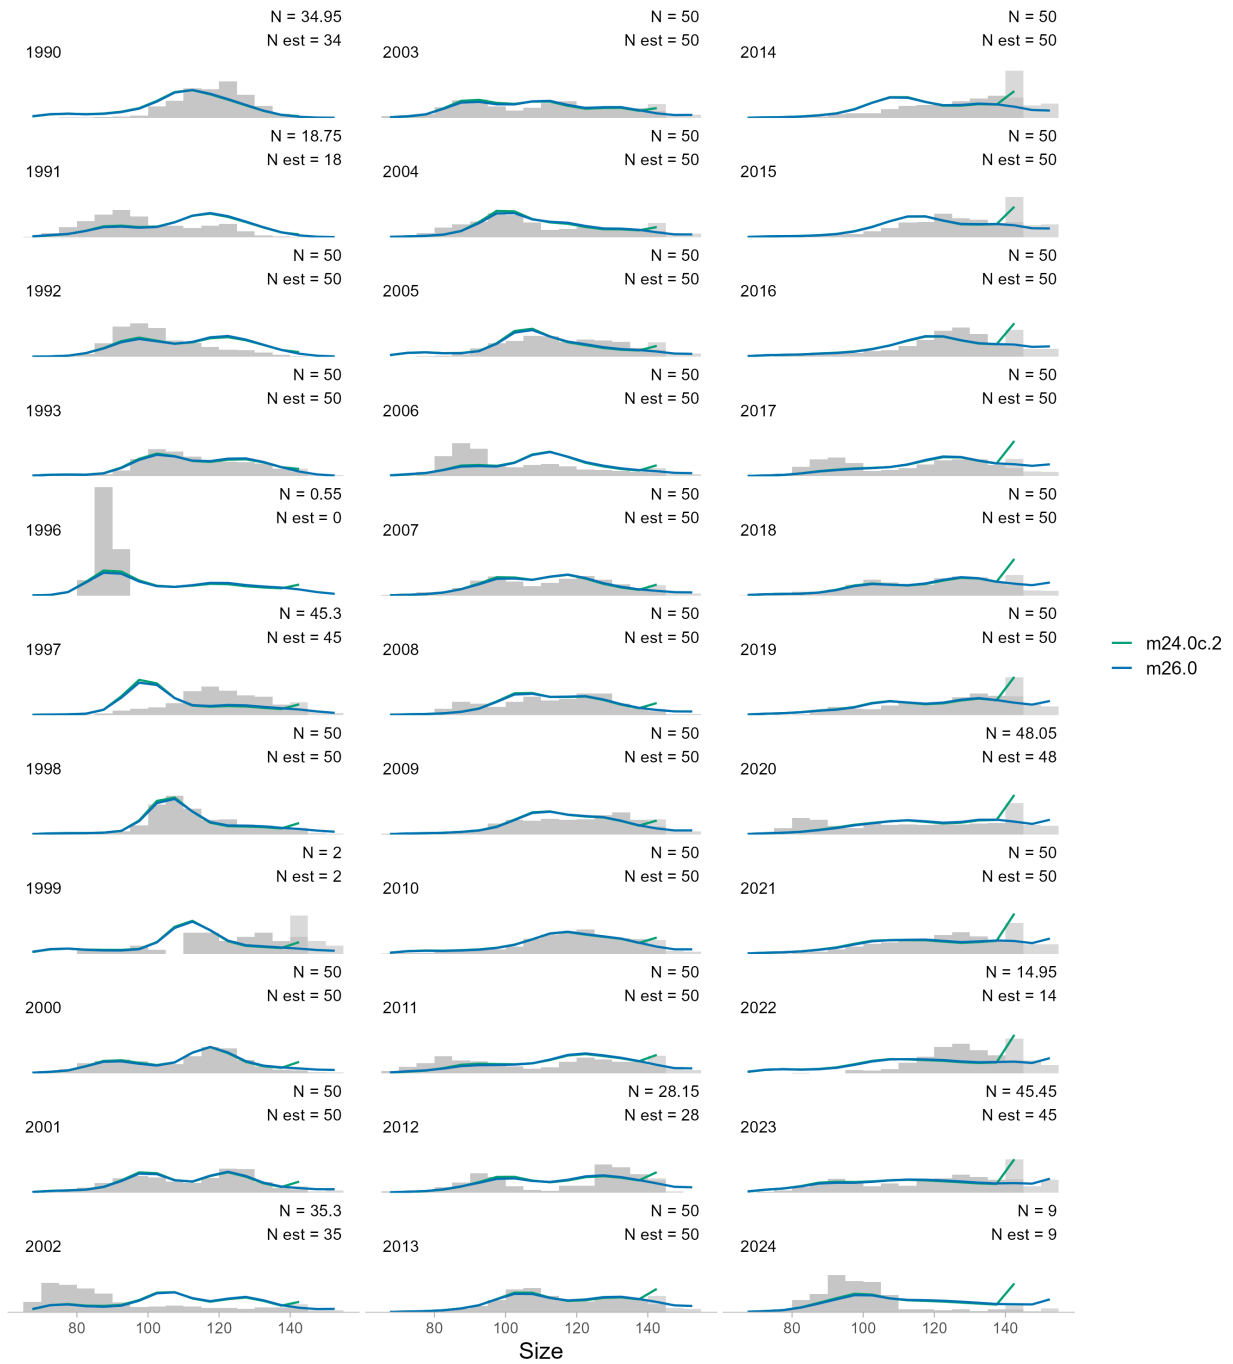 N = 34.95
N est = 34
1990
N = 18.75
N est = 18
1991
N = 50
N est = 50
1992
N = 50
N est = 50
1993
N = 0.55
N est = 0
1996
N = 45.3
N est = 45
1997
N = 50
N est = 50
1998
N = 2
N est = 2
1999
N = 50
N est = 50
2000
N = 50
N est = 50
2001
N = 35.3
N est = 35
2002
80 100 120 140
N = 50
N est = 50
2003
N = 50
N est = 50
2004
N = 50
N est = 50
2005
N = 50
N est = 50
2006
N = 50
N est = 50
2007
N = 50
N est = 50
2008
N = 50
N est = 50
2009
N = 50
N est = 50
2010
N = 50
N est = 50
2011
N = 28.15
N est = 28
2012
N = 50
N est = 50
2013
80 100 120 140
N = 50
N est = 50
2014
N = 50
N est = 50
2015
N = 50
N est = 50
2016
N = 50
N est = 50
2017
N = 50
N est = 50
2018
N = 50
N est = 50
2019
N = 48.05
N est = 48
2020
N = 50
N est = 50
2021
N = 14.95
N est = 14
2022
N = 45.45
N est = 45
2023
N = 9
N est = 9
2024
80 100 120 140
Size
m24.0c.2
m26.0